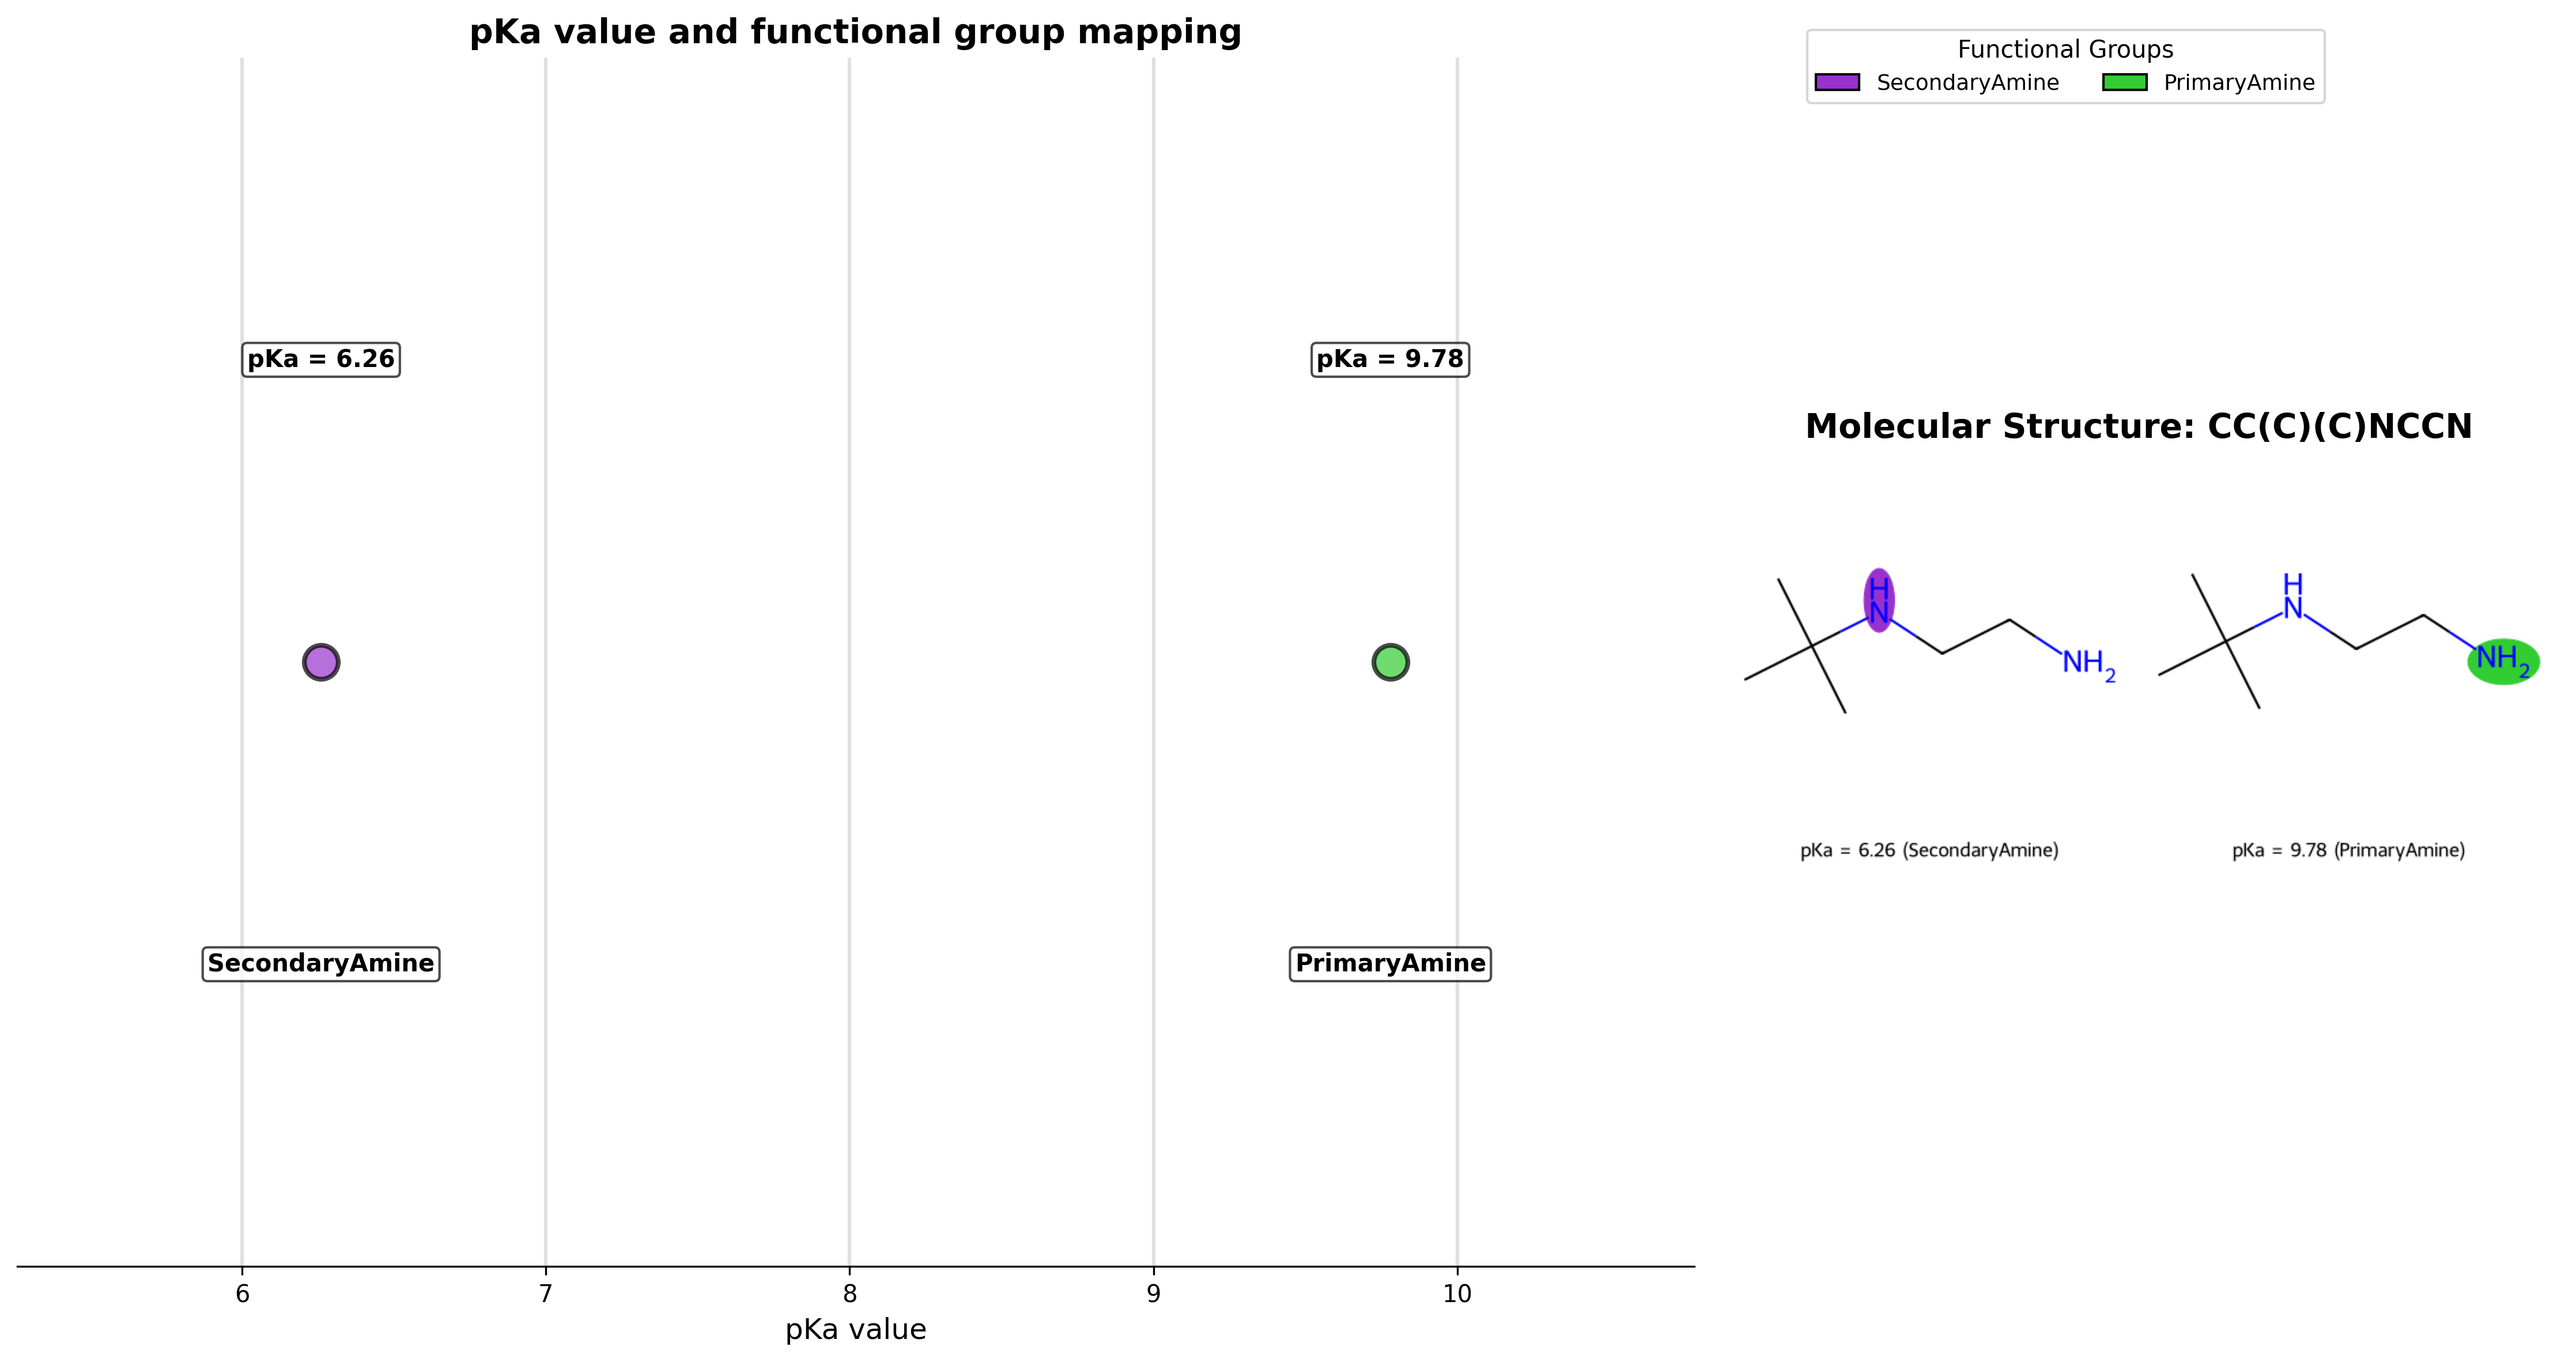 pKa value and functional group mapping
pKa = 6.26
pKa = 9.78
SecondaryAmine
PrimaryAmine
6
7
8
9
10
pKa value
Functional Groups
SecondaryAmine
PrimaryAmine
Molecular Structure: CC(C)(C)NCCN
H
N
NH2
H
N
NH2
pKa = 6.26 (SecondaryAmine)
pKa = 9.78 (PrimaryAmine)